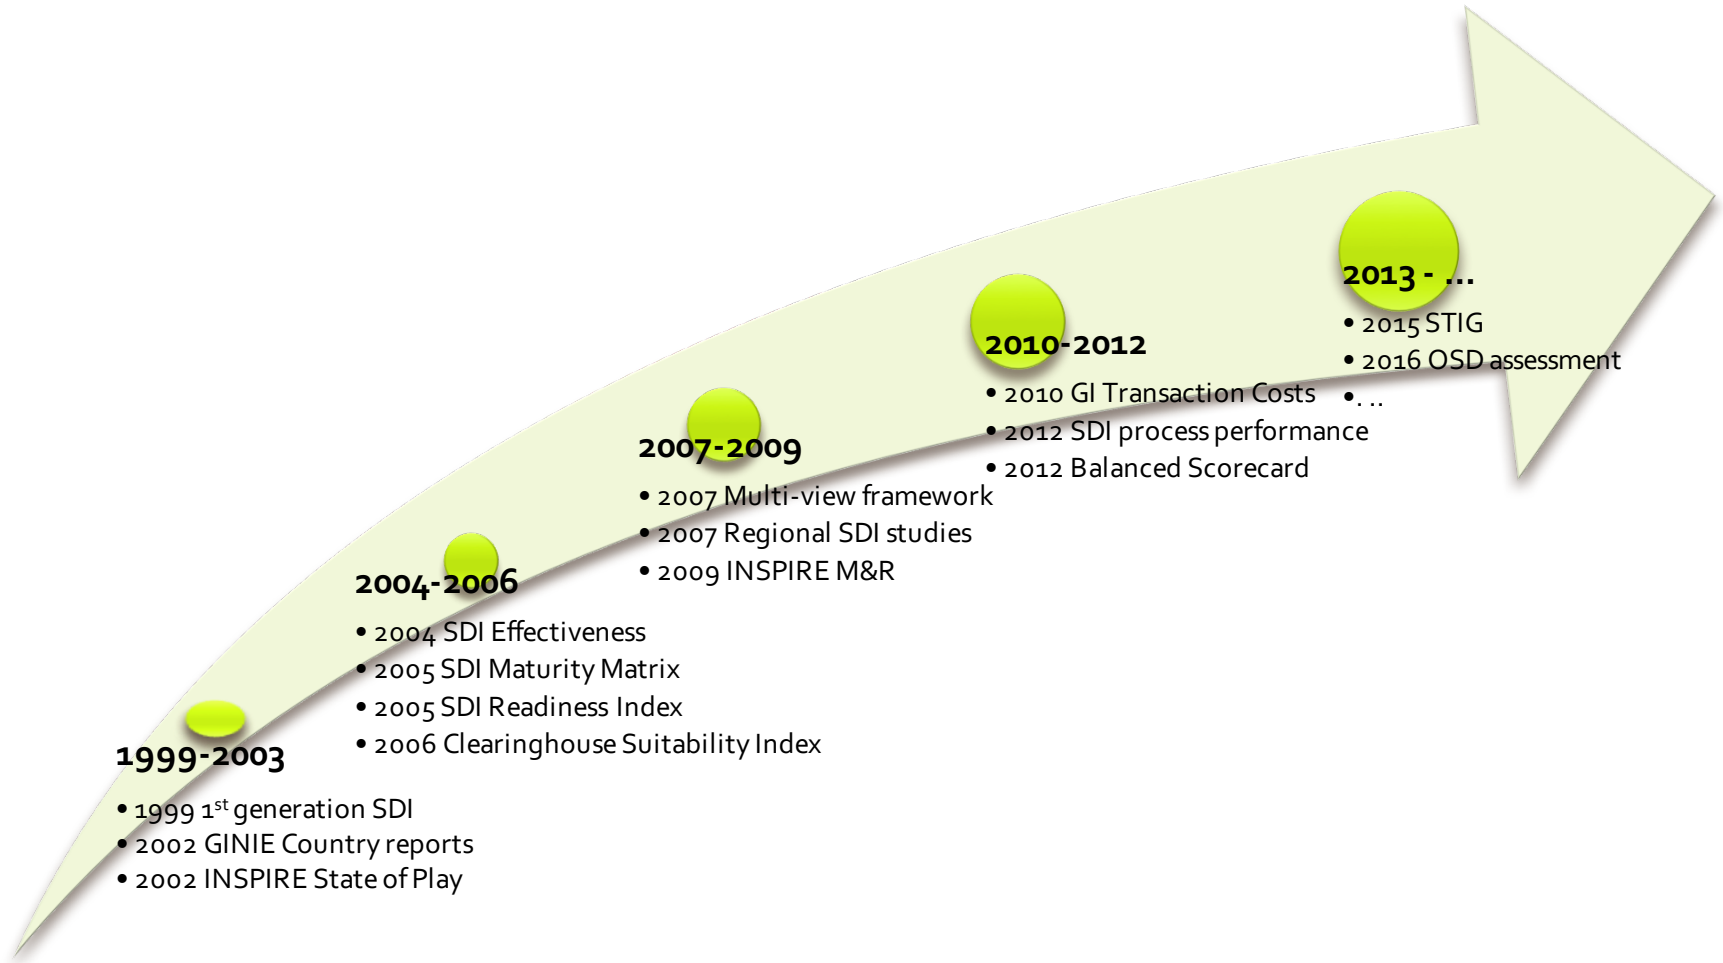 1999-2003
• 1999 1st generation SDI
• 2002 GINIE Country reports
• 2002 INSPIRE State of Play
2004-2006
• 2004 SDI Effectiveness
• 2005 SDI Maturity Matrix
• 2005 SDI Readiness Index
• 2006 Clearinghouse Suitability Index
2007-2009
• 2007 Multi-view framework
• 2007 Regional SDI studies
• 2009 INSPIRE M&R
2010-2012
• 2010 GI Transaction Costs
• 2012 SDI process performance
• 2012 Balanced Scorecard
2013 - ...
• 2015 STIG
• 2016 OSD assessment
•. ..